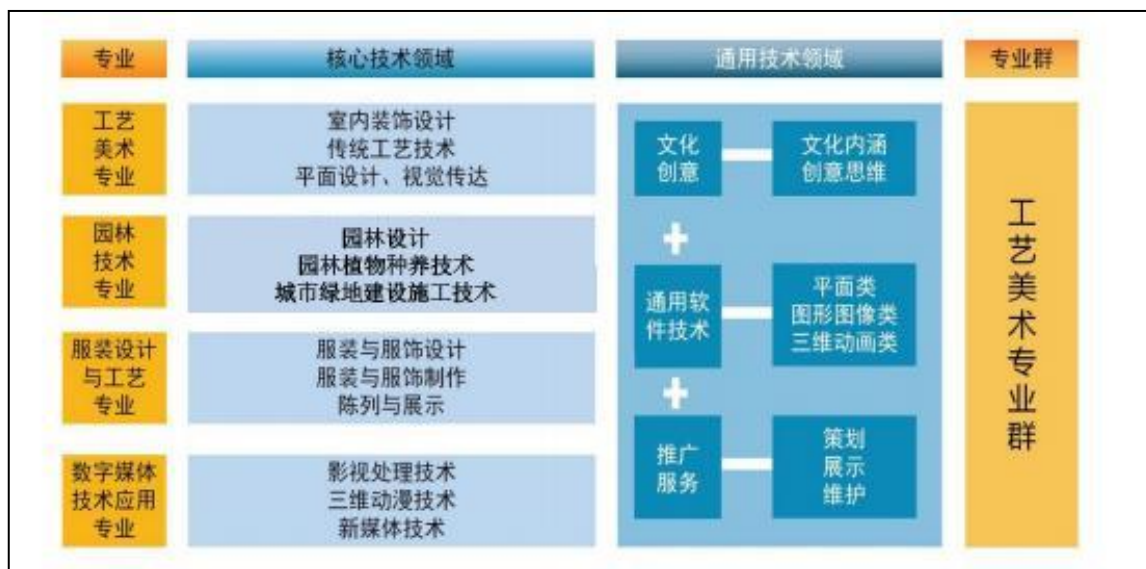 专业
核心技术领域
通用技术领域
专业群
工艺
美术
专业
室内装饰设计
传统工艺技术
平面设计、视觉传达
园林
技术
专业
园林设计
园林植物种养技术
城市绿地建设施工技术
服装设计
与工艺
专业
服装与服饰设计
服装与服饰制作
陈列与展示
数字媒体
技术应用
专业
影视处理技术
三维动漫技术
新媒体技术
文化
创意
文化内涵
创意思维
+
通用软
件技术
平面类
图形图像类
三维动画类
+
推广
服务
策划
展示
维护
工艺美术专业群